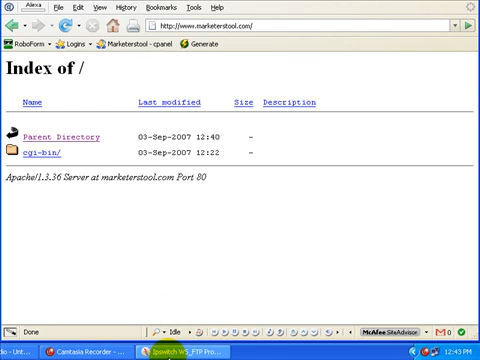 Alexa File Edit View History Bookmarks Tools Help
http://www.marketerstool.com/
RoboForm Logins Marketerstool - cpanel Generate
Index of /
Name Last modified Size Description
Parent Directory 03-Sep-2007 12:40 -
cgi-bin/ 03-Sep-2007 12:22 -
Apache/1.3.36 Server at marketerstool.com Port 80
Done Idle McAfee SiteAdvisor 0
dio - Unt... Camtasia Recorder - ... Ipswitch WS_FTP Pro... 12:43 PM